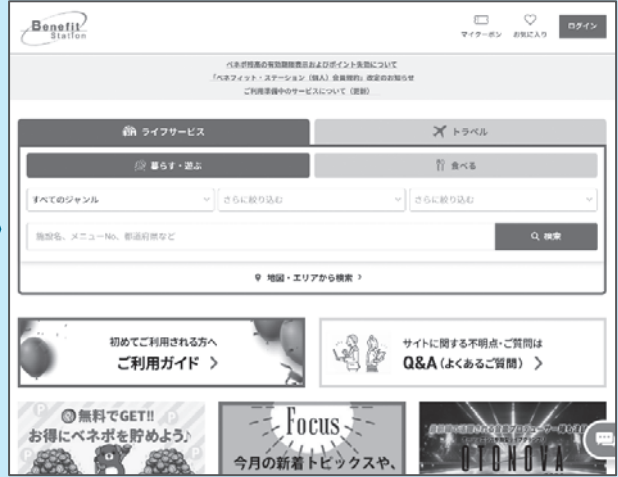 Benefit
Station
マイクーポン
お気に入り
ログイン
ベネポ残高の有効期限表示およびポイント失効について
「ベネフィット・ステーション（個人）会員規約」改定のお知らせ
ご利用準備中のサービスについて（更新）
ライフサービス
トラベル
暮らす・遊ぶ
食べる
すべてのジャンル
さらに絞り込む
さらに絞り込む
施設名、メニューNo、都道府県など
検索
地図・エリアから検索 ›
初めてご利用される方へ
ご利用ガイド ›
サイトに関する不明点・ご質問は
Q&A（よくあるご質問） ›
無料でGET!!
お得にベネポを貯めよう♪
Focus
今月の新着トピックスや、
OTONOVA